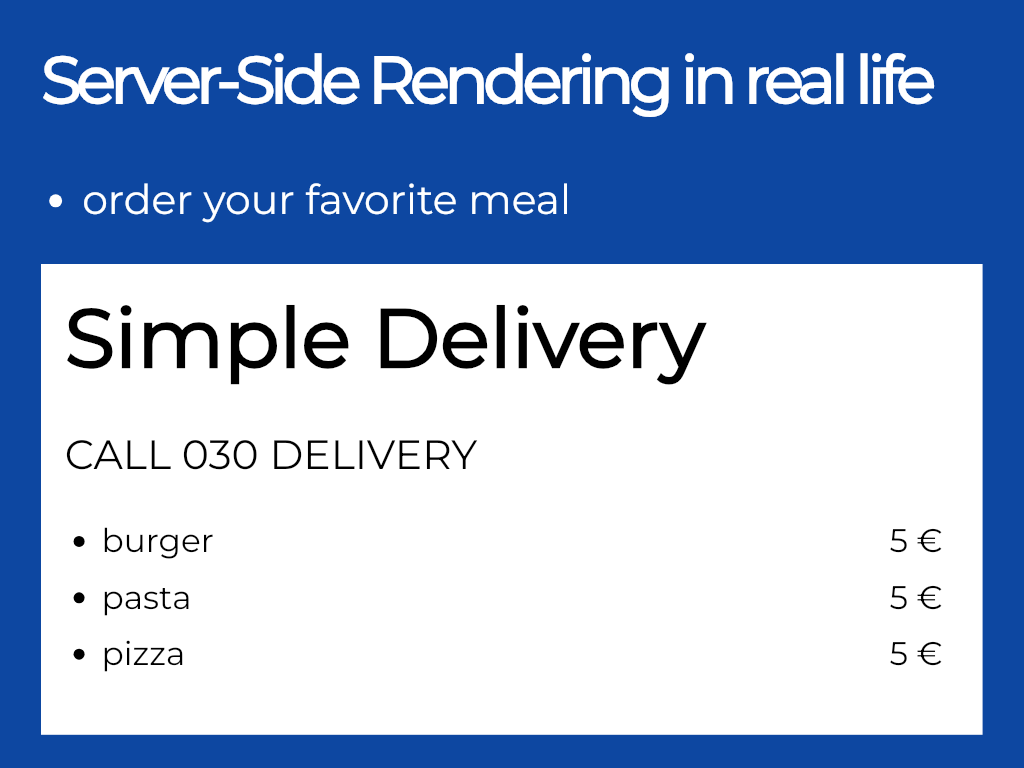 Server-Side Rendering in real life
• order your favorite meal
Simple Delivery
CALL 030 DELIVERY
• burger 5 €
• pasta 5 €
• pizza 5 €